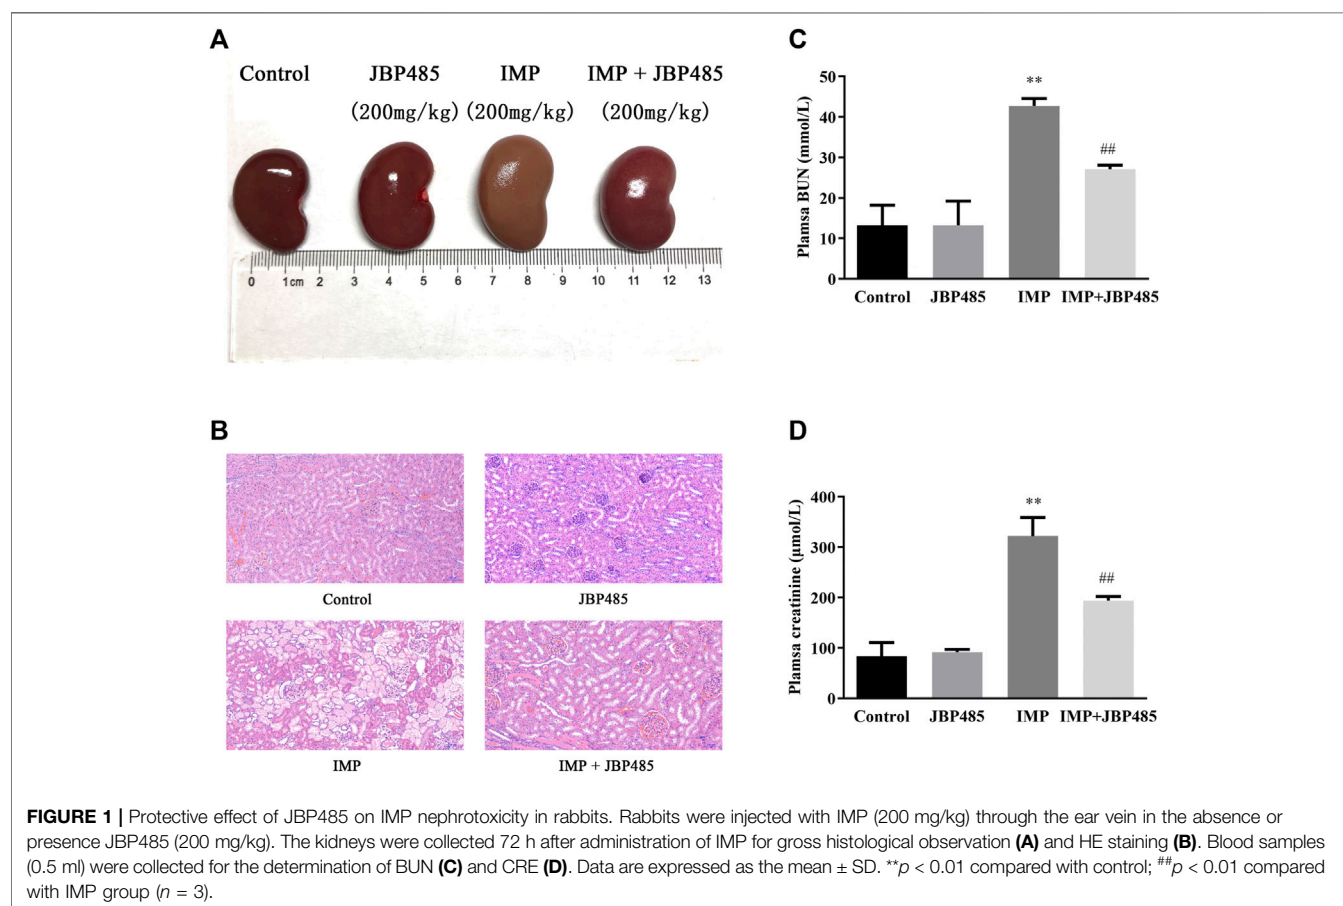 A
Control JBP485 IMP IMP + JBP485
(200mg/kg) (200mg/kg) (200mg/kg)
0 1cm 2 3 4 5 6 7 8 9 10 11 12 13
B
Control
JBP485
IMP
IMP + JBP485
C
Plamsa BUN (mmol/L)
50
40
30
20
10
0
**
##
Control JBP485 IMP IMP+JBP485
D
Plamsa creatinine (μmol/L)
400
300
200
100
0
**
##
Control JBP485 IMP IMP+JBP485
FIGURE 1 | Protective effect of JBP485 on IMP nephrotoxicity in rabbits. Rabbits were injected with IMP (200 mg/kg) through the ear vein in the absence or
presence JBP485 (200 mg/kg). The kidneys were collected 72 h after administration of IMP for gross histological observation (A) and HE staining (B). Blood samples
(0.5 ml) were collected for the determination of BUN (C) and CRE (D). Data are expressed as the mean ± SD. **p < 0.01 compared with control; ##p < 0.01 compared
with IMP group (n = 3).